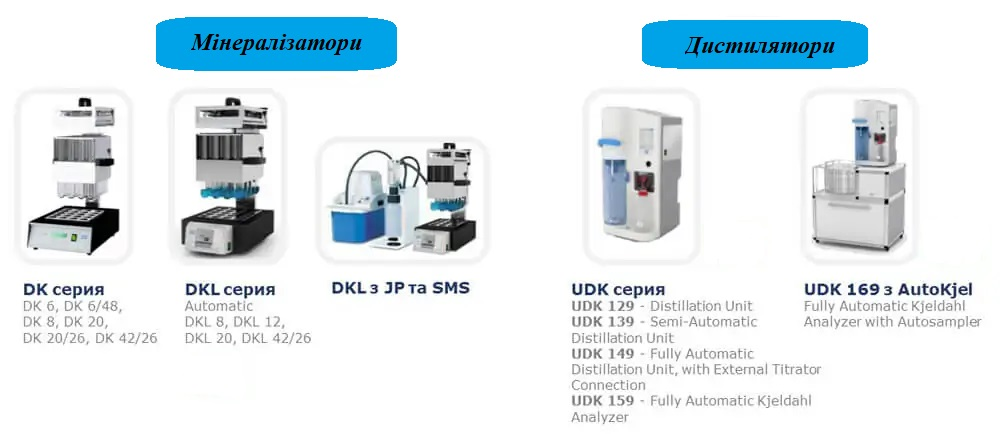 Мінералізатори
Дистилятори
DK серия
DK 6, DK 6/48,
DK 8, DK 20,
DK 20/26, DK 42/26
DKL серия
Automatic
DKL 8, DKL 12,
DKL 20, DKL 42/26
DKL з JP та SMS
UDK серия
UDK 129 - Distillation Unit
UDK 139 - Semi-Automatic
Distillation Unit
UDK 149 - Fully Automatic
Distillation Unit, with External Titrator
Connection
UDK 159 - Fully Automatic Kjeldahl
Analyzer
UDK 169 з AutoKjel
Fully Automatic Kjeldahl
Analyzer with Autosampler